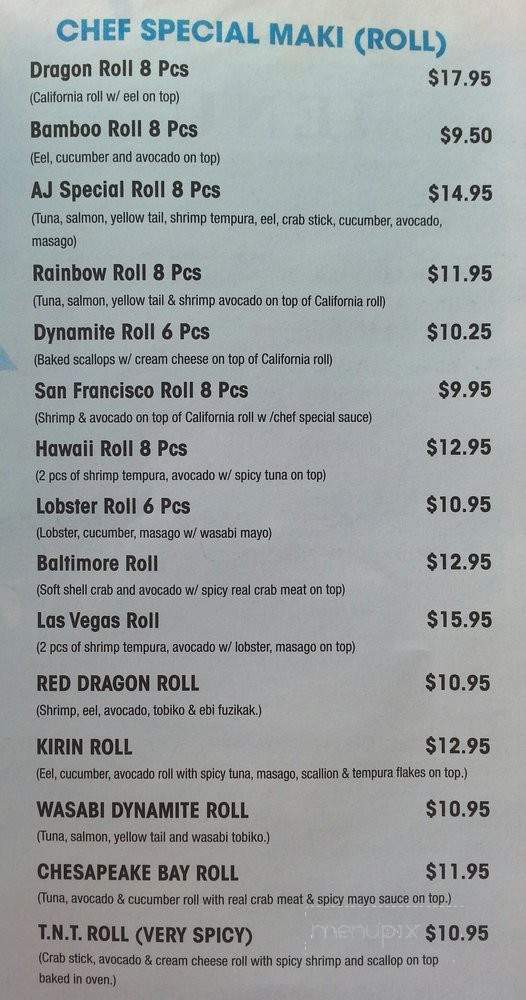 CHEF SPECIAL MAKI (ROLL)
Dragon Roll 8 Pcs $17.95
(California roll w/ eel on top)
Bamboo Roll 8 Pcs $9.50
(Eel, cucumber and avocado on top)
AJ Special Roll 8 Pcs $14.95
(Tuna, salmon, yellow tail, shrimp tempura, eel, crab stick, cucumber, avocado,
masago)
Rainbow Roll 8 Pcs $11.95
(Tuna, salmon, yellow tail & shrimp avocado on top of California roll)
Dynamite Roll 6 Pcs $10.25
(Baked scallops w/ cream cheese on top of California roll)
San Francisco Roll 8 Pcs $9.95
(Shrimp & avocado on top of California roll w /chef special sauce)
Hawaii Roll 8 Pcs $12.95
(2 pcs of shrimp tempura, avocado w/ spicy tuna on top)
Lobster Roll 6 Pcs $10.95
(Lobster, cucumber, masago w/ wasabi mayo)
Baltimore Roll $12.95
(Soft shell crab and avocado w/ spicy real crab meat on top)
Las Vegas Roll $15.95
(2 pcs of shrimp tempura, avocado w/ lobster, masago on top)
RED DRAGON ROLL $10.95
(Shrimp, eel, avocado, tobiko & ebi fuzikak.)
KIRIN ROLL $12.95
(Eel, cucumber, avocado roll with spicy tuna, masago, scallion & tempura flakes on top.)
WASABI DYNAMITE ROLL $10.95
(Tuna, salmon, yellow tail and wasabi tobiko.)
CHESAPEAKE BAY ROLL $11.95
(Tuna, avocado & cucumber roll with real crab meat & spicy mayo sauce on top.)
T.N.T. ROLL (VERY SPICY) $10.95
menupix
(Crab stick, avocado & cream cheese roll with spicy shrimp and scallop on top
baked in oven.)